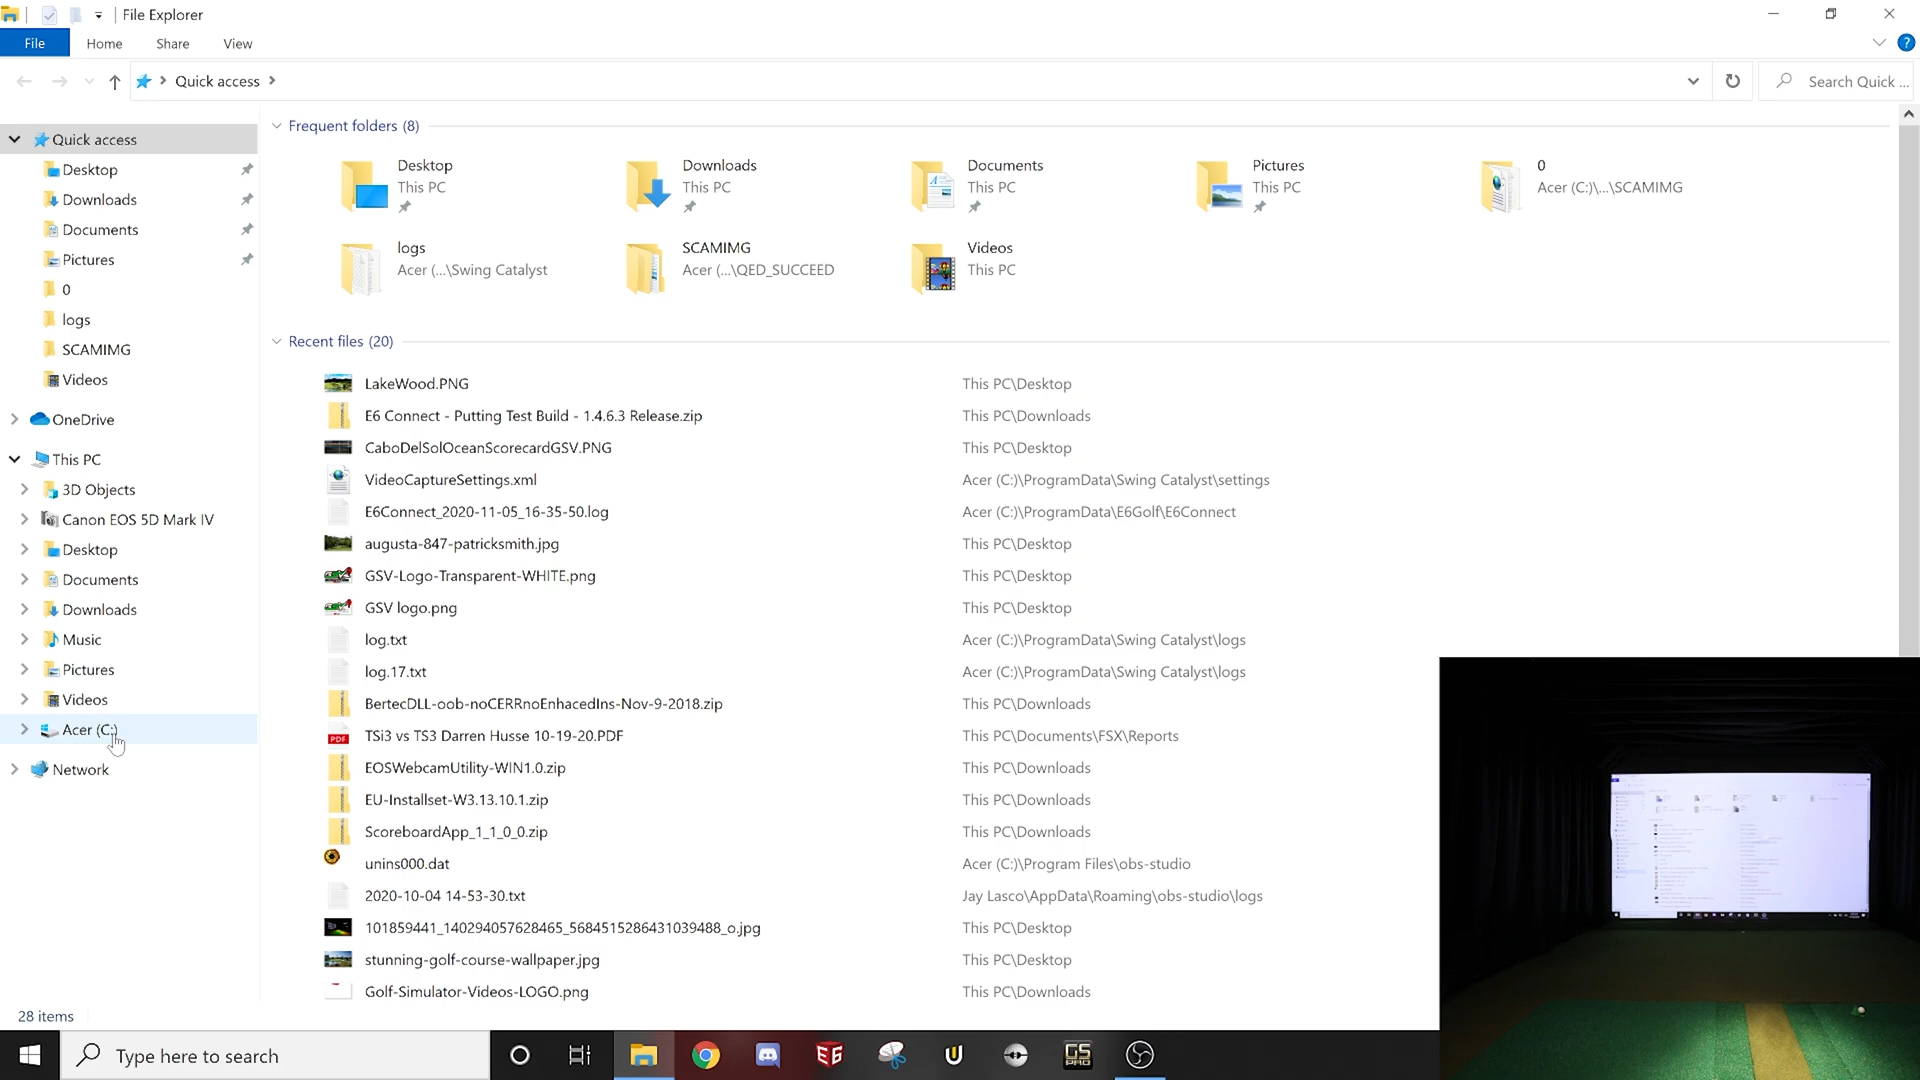 File Explorer
File Home Share View
Quick access
Search Quick ...
Quick access
Desktop
Downloads
Documents
Pictures
0
logs
SCAMIMG
Videos
OneDrive
This PC
3D Objects
Canon EOS 5D Mark IV
Desktop
Documents
Downloads
Music
Pictures
Videos
Acer (C:)
Network
Frequent folders (8)
Desktop
This PC
Downloads
This PC
Documents
This PC
Pictures
This PC
0
Acer (C:)\...\SCAMIMG
logs
Acer (...\Swing Catalyst
SCAMIMG
Acer (...\QED_SUCCEED
Videos
This PC
Recent files (20)
LakeWood.PNG This PC\Desktop
E6 Connect - Putting Test Build - 1.4.6.3 Release.zip This PC\Downloads
CaboDelSolOceanScorecardGSV.PNG This PC\Desktop
VideoCaptureSettings.xml Acer (C:)\ProgramData\Swing Catalyst\settings
E6Connect_2020-11-05_16-35-50.log Acer (C:)\ProgramData\E6Golf\E6Connect
augusta-847-patricksmith.jpg This PC\Desktop
GSV-Logo-Transparent-WHITE.png This PC\Desktop
GSV logo.png This PC\Desktop
log.txt Acer (C:)\ProgramData\Swing Catalyst\logs
log.17.txt Acer (C:)\ProgramData\Swing Catalyst\logs
BertecDLL-oob-noCERRnoEnhacedIns-Nov-9-2018.zip This PC\Downloads
PDF TSi3 vs TS3 Darren Husse 10-19-20.PDF This PC\Documents\FSX\Reports
EOSWebcamUtility-WIN1.0.zip This PC\Downloads
EU-Installset-W3.13.10.1.zip This PC\Downloads
ScoreboardApp_1_1_0_0.zip This PC\Downloads
unins000.dat Acer (C:)\Program Files\obs-studio
2020-10-04 14-53-30.txt Jay Lasco\AppData\Roaming\obs-studio\logs
101859441_140294057628465_5684515286431039488_o.jpg This PC\Desktop
stunning-golf-course-wallpaper.jpg This PC\Desktop
Golf-Simulator-Videos-LOGO.png This PC\Downloads
28 items
Type here to search
E6
GS
PRO